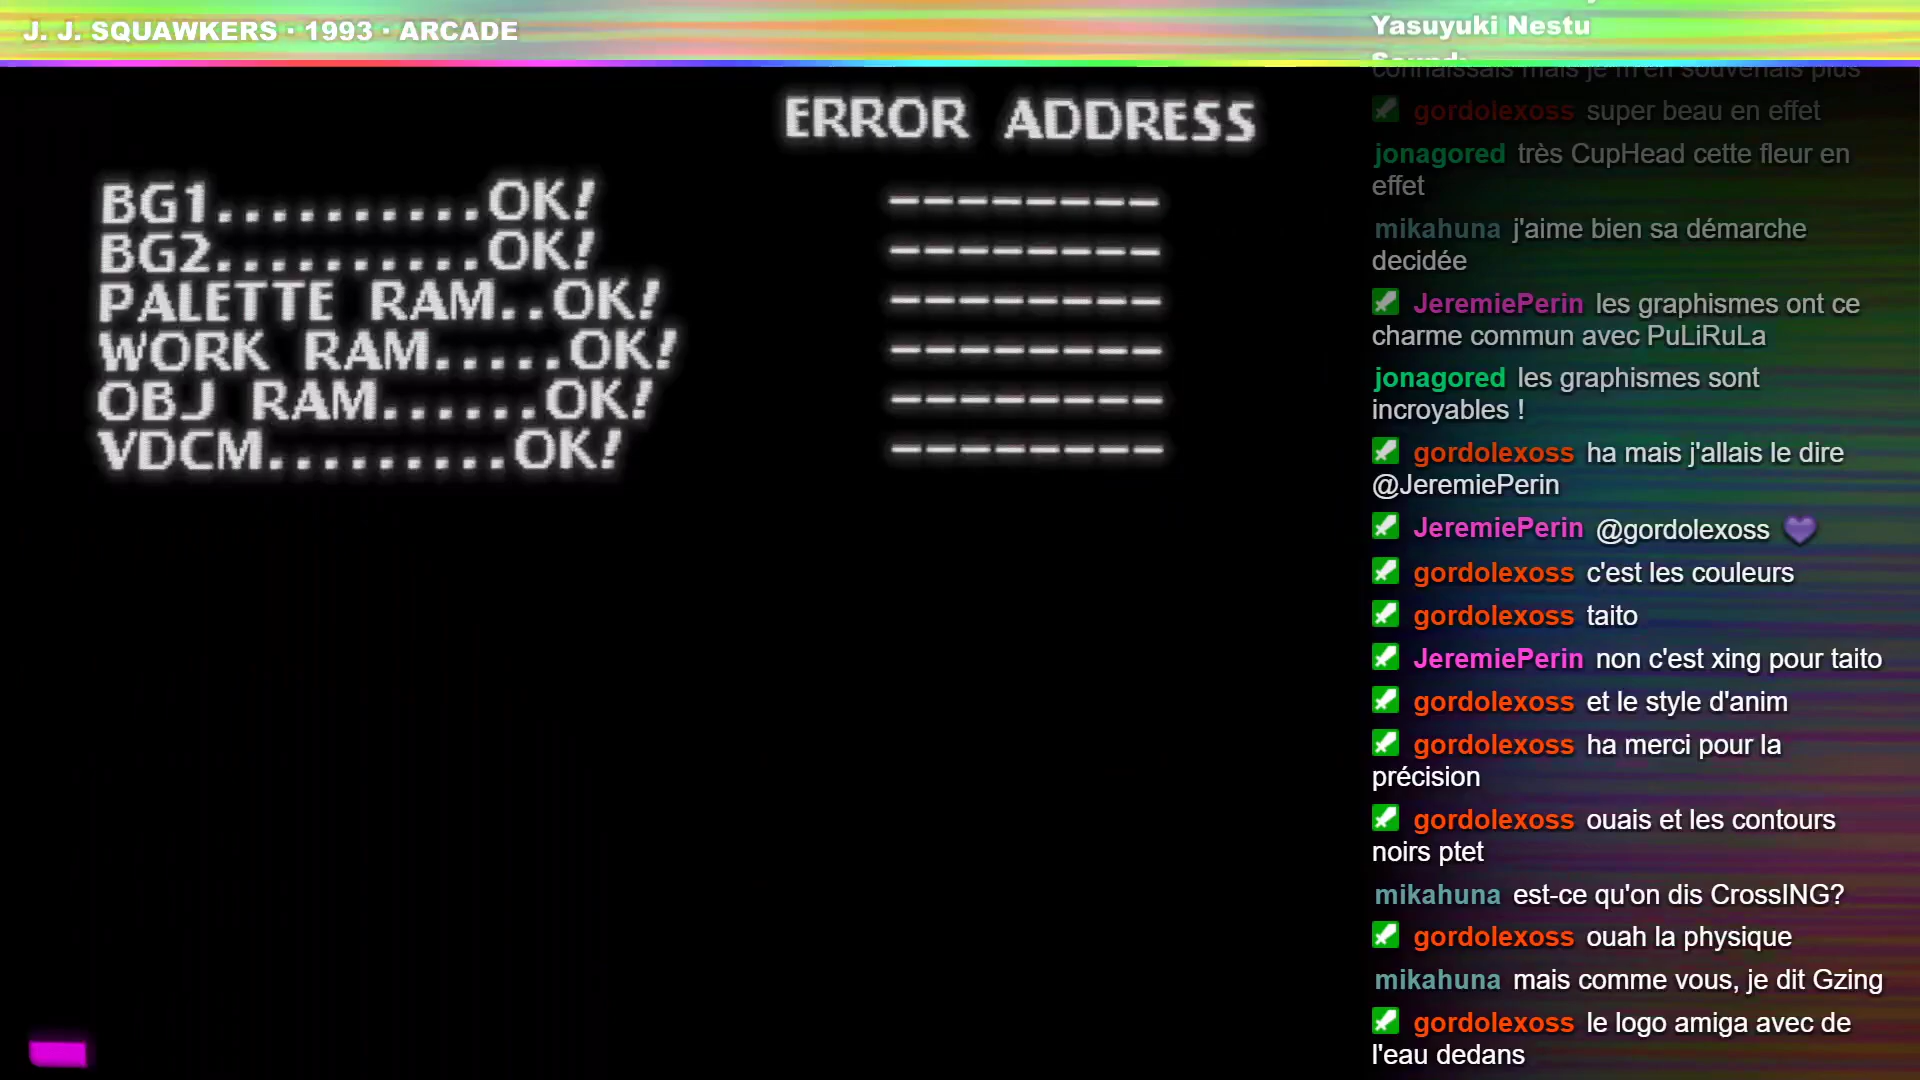 J. J. SQUAWKERS · 1993 · ARCADE
Yasuyuki Nestu
ERROR ADDRESS
BG1..........OK! --------
BG2..........OK! --------
PALETTE RAM..OK! --------
WORK RAM.....OK! --------
OBJ RAM......OK! --------
VDCM.........OK! --------
connaissais mais je m'en souvenais plus
gordolexoss super beau en effet
jonagored très CupHead cette fleur en
effet
mikahuna j'aime bien sa démarche
decidée
JeremiePerin les graphismes ont ce
charme commun avec PuLiRuLa
jonagored les graphismes sont
incroyables !
gordolexoss ha mais j'allais le dire
@JeremiePerin
JeremiePerin @gordolexoss
gordolexoss c'est les couleurs
gordolexoss taito
JeremiePerin non c'est xing pour taito
gordolexoss et le style d'anim
gordolexoss ha merci pour la
précision
gordolexoss ouais et les contours
noirs ptet
mikahuna est-ce qu'on dis CrossING?
gordolexoss ouah la physique
mikahuna mais comme vous, je dit Gzing
gordolexoss le logo amiga avec de
l'eau dedans